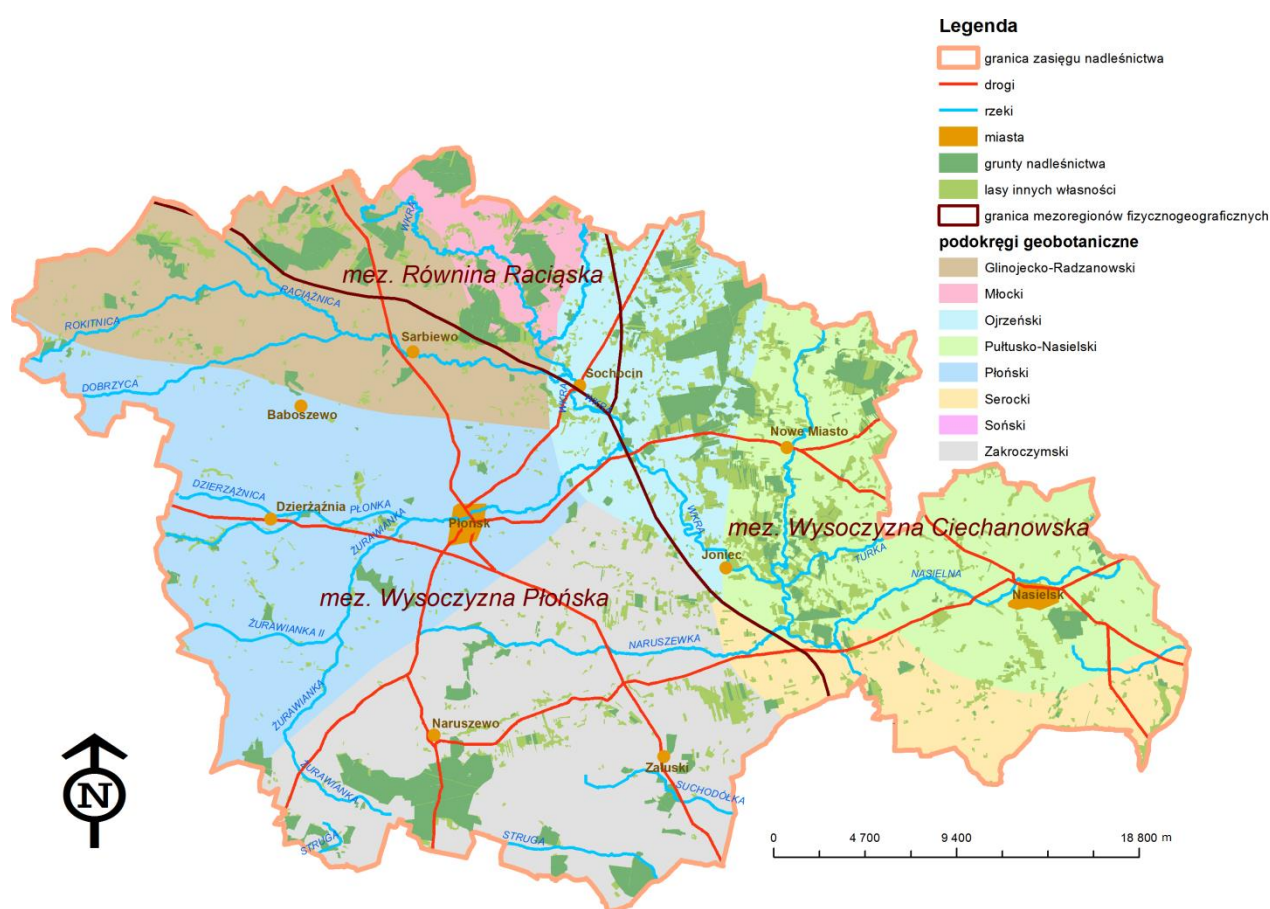 Legenda
granica zasięgu nadleśnictwa
drogi
rzeki
miasta
grunty nadleśnictwa
lasy innych własności
granica mezoregionów fizycznogeograficznych
podokręgi geobotaniczne
Glinojecko-Radzanowski
Młocki
Ojrzeński
Pułtusko-Nasielski
Płoński
Serocki
Soński
Zakroczymski
WKRA
mez. Równina Raciąska
RACIĄŻNICA
ROKITNICA
Sarbiewo
DOBRZYCA
Sochocin
WKRA
WKRA
Baboszewo
Nowe Miasto
DZIERZĄŻNICA
Dzierżąźnia
PŁONKA
ŻURAWIANKA
Płońsk
WKRA
mez. Wysoczyzna Ciechanowska
Joniec
TURKA
NASIELNA
Nasielsk
mez. Wysoczyzna Płońska
ŻURAWIANKA II
NARUSZEWKA
ŻURAWIANKA
Naruszewo
Załuski
ŻURAWIANKA
SUCHODÓŁKA
STRUGA
STRUGA
N
0
4 700
9 400
18 800 m